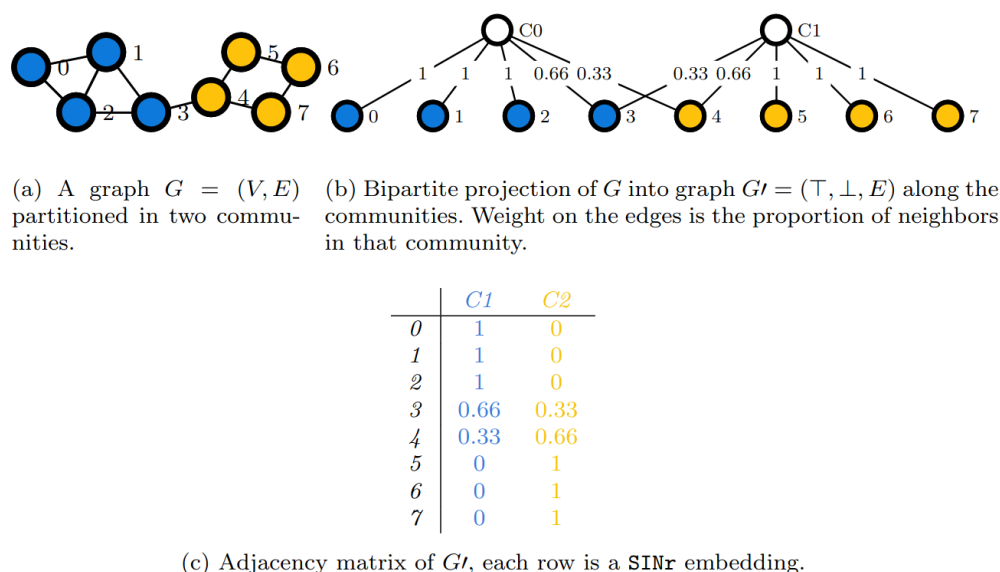 0
1
2
3
4
5
6
7
C0
C1
1
1
1
0.66
0.33
0.33
0.66
1
1
1
0
1
2
3
4
5
6
7
(a) A graph G = (V, E)
partitioned in two commu-
nities.
(b) Bipartite projection of G into graph G′ = (⊤, ⊥, E) along the
communities. Weight on the edges is the proportion of neighbors
in that community.
C1 C2
0 1 0
1 1 0
2 1 0
3 0.66 0.33
4 0.33 0.66
5 0 1
6 0 1
7 0 1
(c) Adjacency matrix of G′, each row is a SINr embedding.